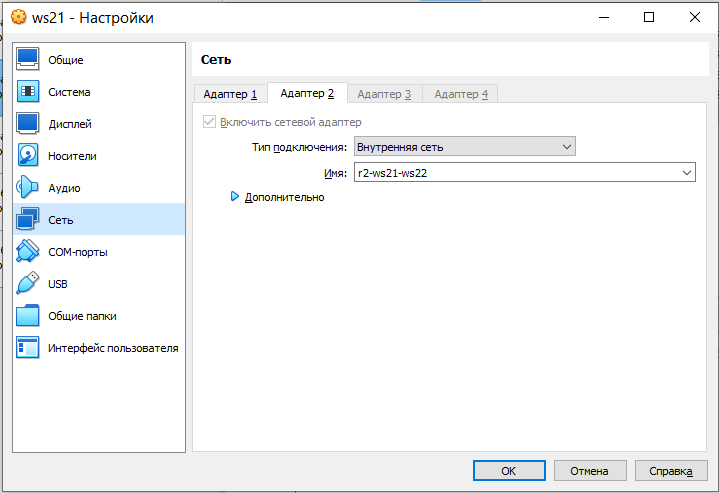 ws21 - Настройки
Общие
Система
Дисплей
Носители
Аудио
Сеть
COM-порты
USB
Общие папки
Интерфейс пользователя
Сеть
Адаптер 1 Адаптер 2 Адаптер 3 Адаптер 4
Включить сетевой адаптер
Тип подключения: Внутренняя сеть
Имя: r2-ws21-ws22
Дополнительно
OK Отмена Справка